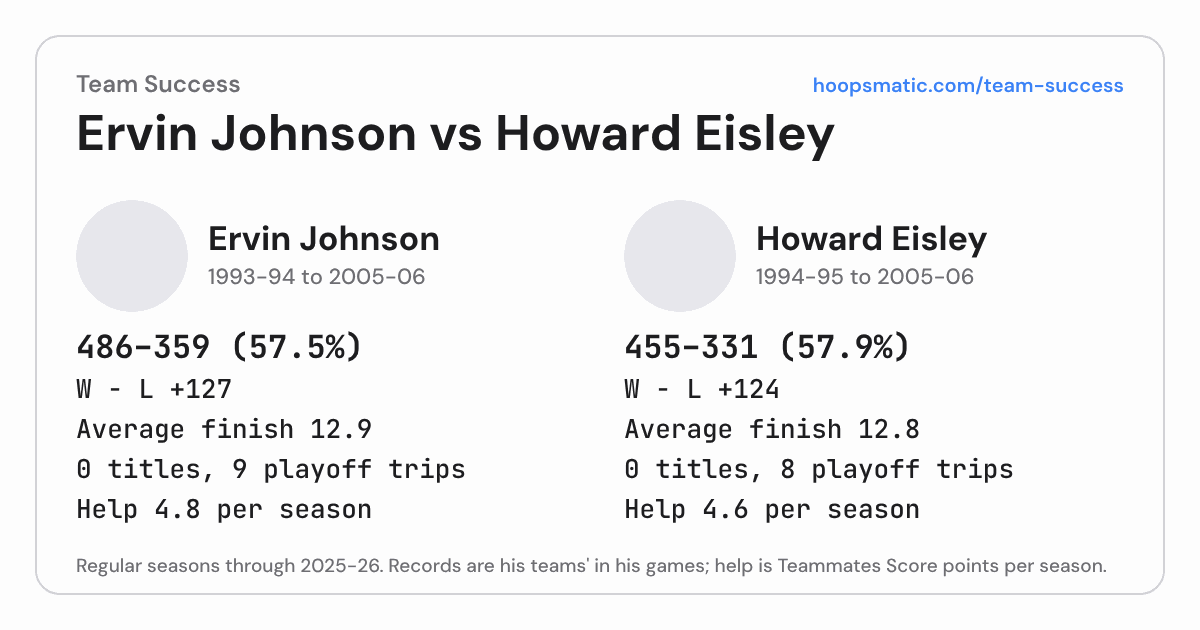 Team Success
hoopsmatic.com/team-success
Ervin Johnson vs Howard Eisley
Ervin Johnson
1993-94 to 2005-06
486-359 (57.5%)
W - L +127
Average finish 12.9
0 titles, 9 playoff trips
Help 4.8 per season
Howard Eisley
1994-95 to 2005-06
455-331 (57.9%)
W - L +124
Average finish 12.8
0 titles, 8 playoff trips
Help 4.6 per season
Regular seasons through 2025-26. Records are his teams' in his games; help is Teammates Score points per season.